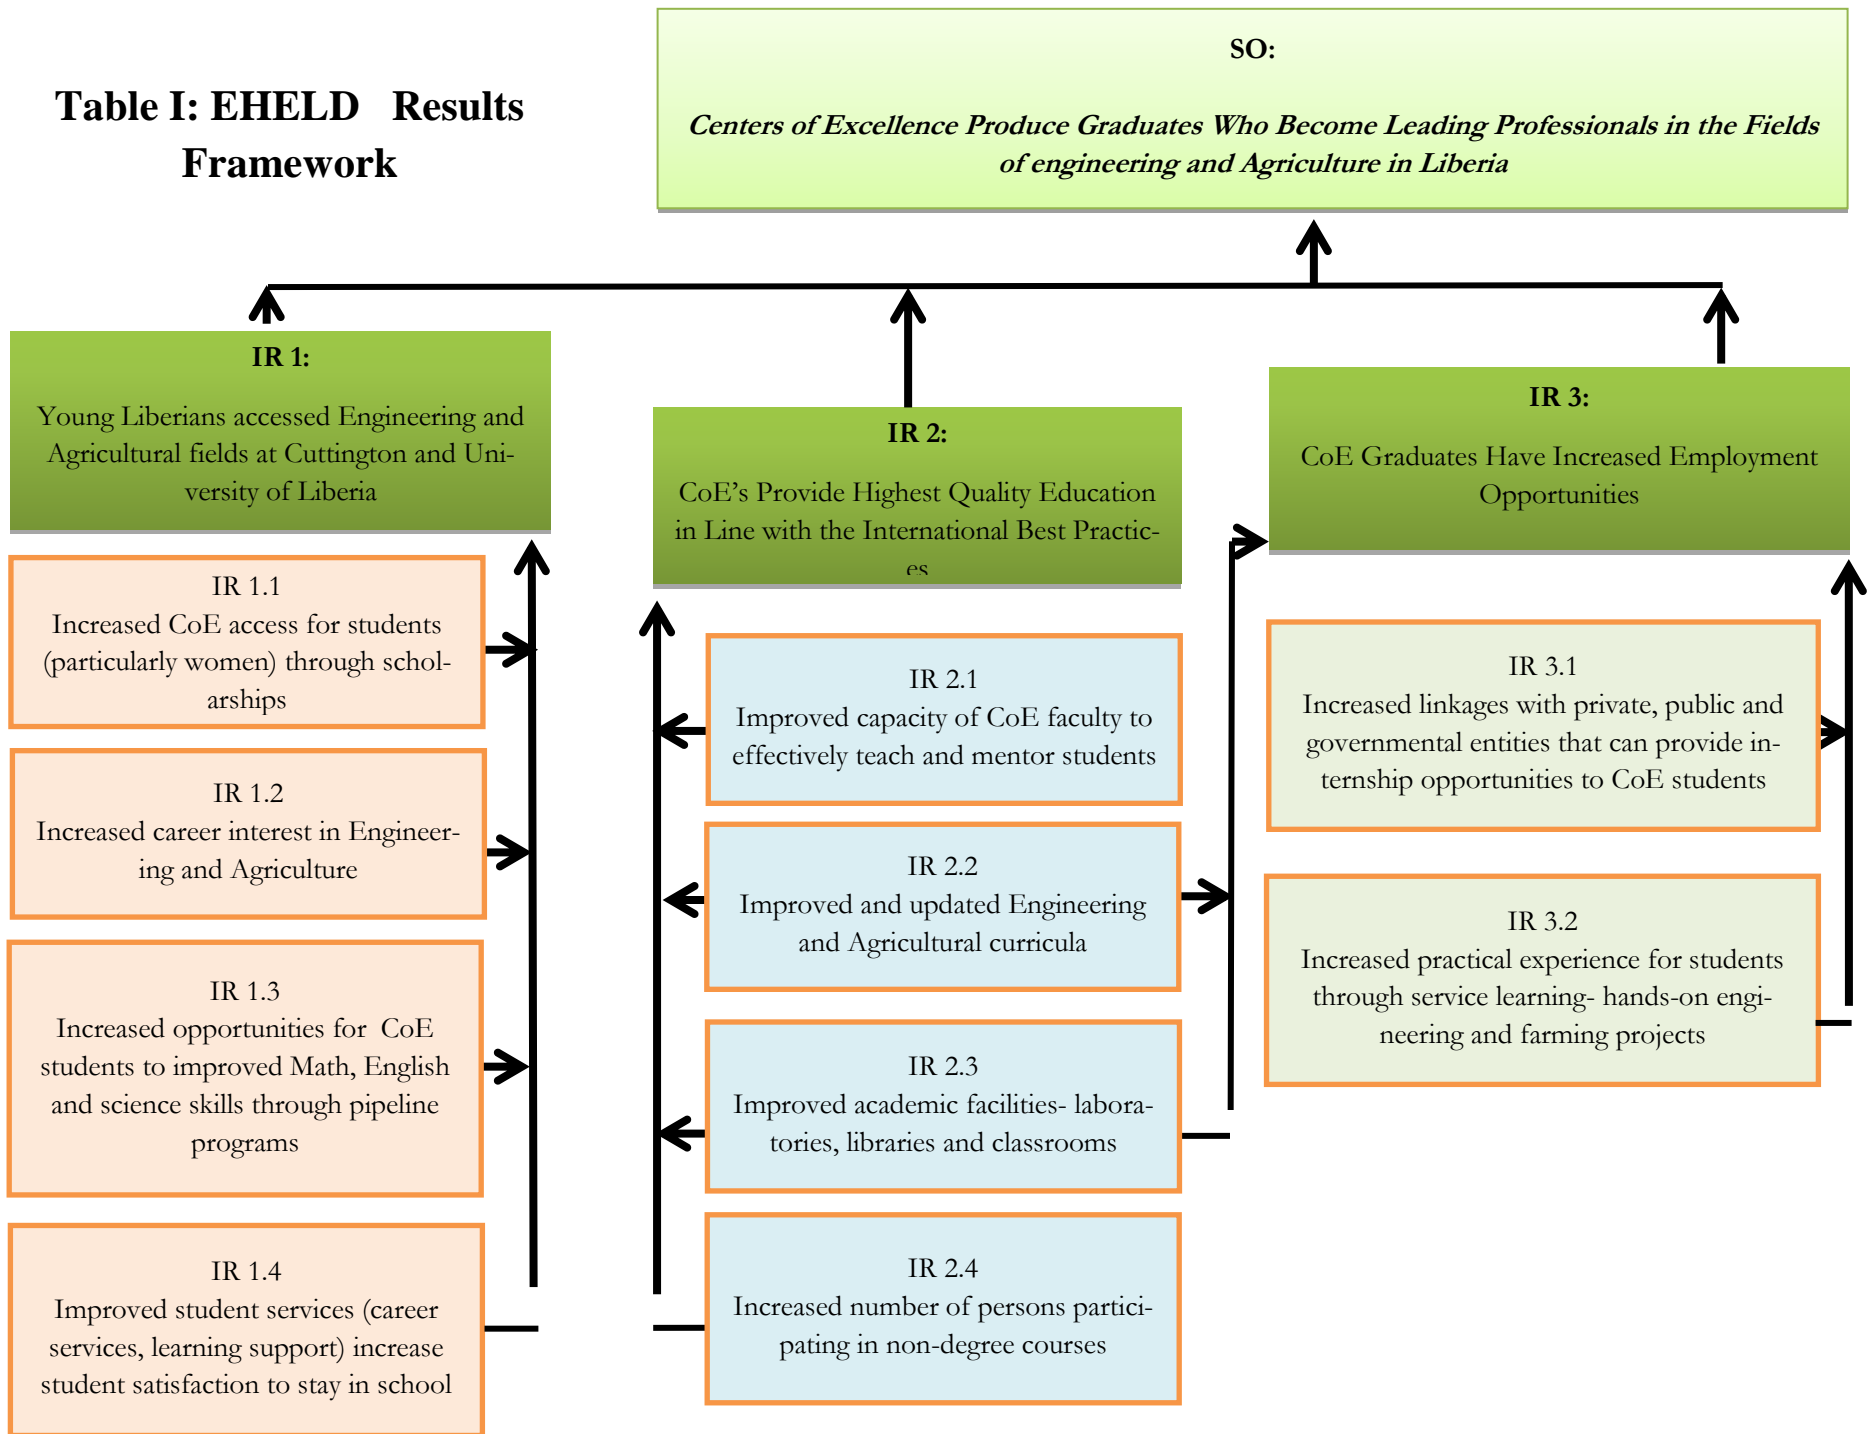 Table I: EHELD Results
Framework
SO:
Centers of Excellence Produce Graduates Who Become Leading Professionals in the Fields
of engineering and Agriculture in Liberia
IR 1:
Young Liberians accessed Engineering and
Agricultural fields at Cuttington and Uni-
versity of Liberia
IR 1.1
Increased CoE access for students
(particularly women) through schol-
arships
IR 1.2
Increased career interest in Engineer-
ing and Agriculture
IR 1.3
Increased opportunities for CoE
students to improved Math, English
and science skills through pipeline
programs
IR 1.4
Improved student services (career
services, learning support) increase
student satisfaction to stay in school
IR 2:
CoE's Provide Highest Quality Education
in Line with the International Best Practic-
es
IR 2.1
Improved capacity of CoE faculty to
effectively teach and mentor students
IR 2.2
Improved and updated Engineering
and Agricultural curricula
IR 2.3
Improved academic facilities- labora-
tories, libraries and classrooms
IR 2.4
Increased number of persons partici-
pating in non-degree courses
IR 3:
CoE Graduates Have Increased Employment
Opportunities
IR 3.1
Increased linkages with private, public and
governmental entities that can provide in-
ternship opportunities to CoE students
IR 3.2
Increased practical experience for students
through service learning- hands-on engi-
neering and farming projects